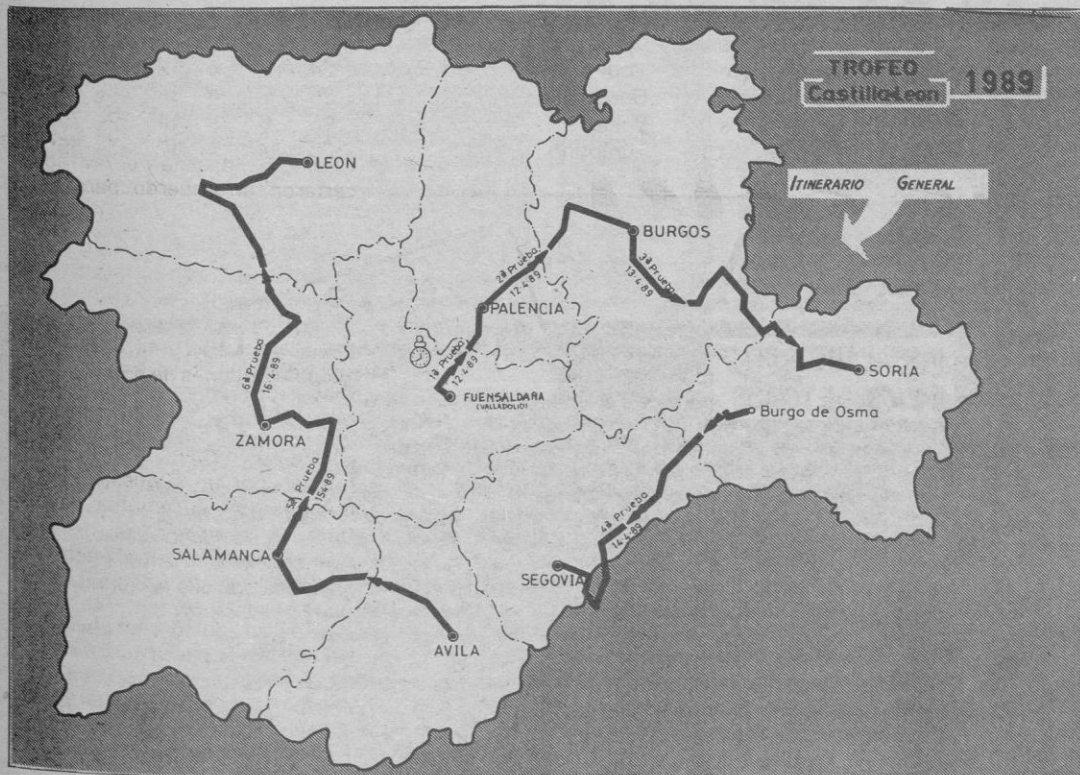 TROFEO
Castilla-Leon 1989
ITINERARIO GENERAL
LEON
BURGOS
2ª Prueba
12·4·89
3ª Prueba
13·4·89
PALENCIA
1ª Prueba
12·4·89
FUENSALDAÑA
(VALLADOLID)
SORIA
Burgo de Osma
6ª Prueba
16·4·89
ZAMORA
5ª Prueba
15·4·89
4ª Prueba
14·4·89
SALAMANCA
SEGOVIA
AVILA